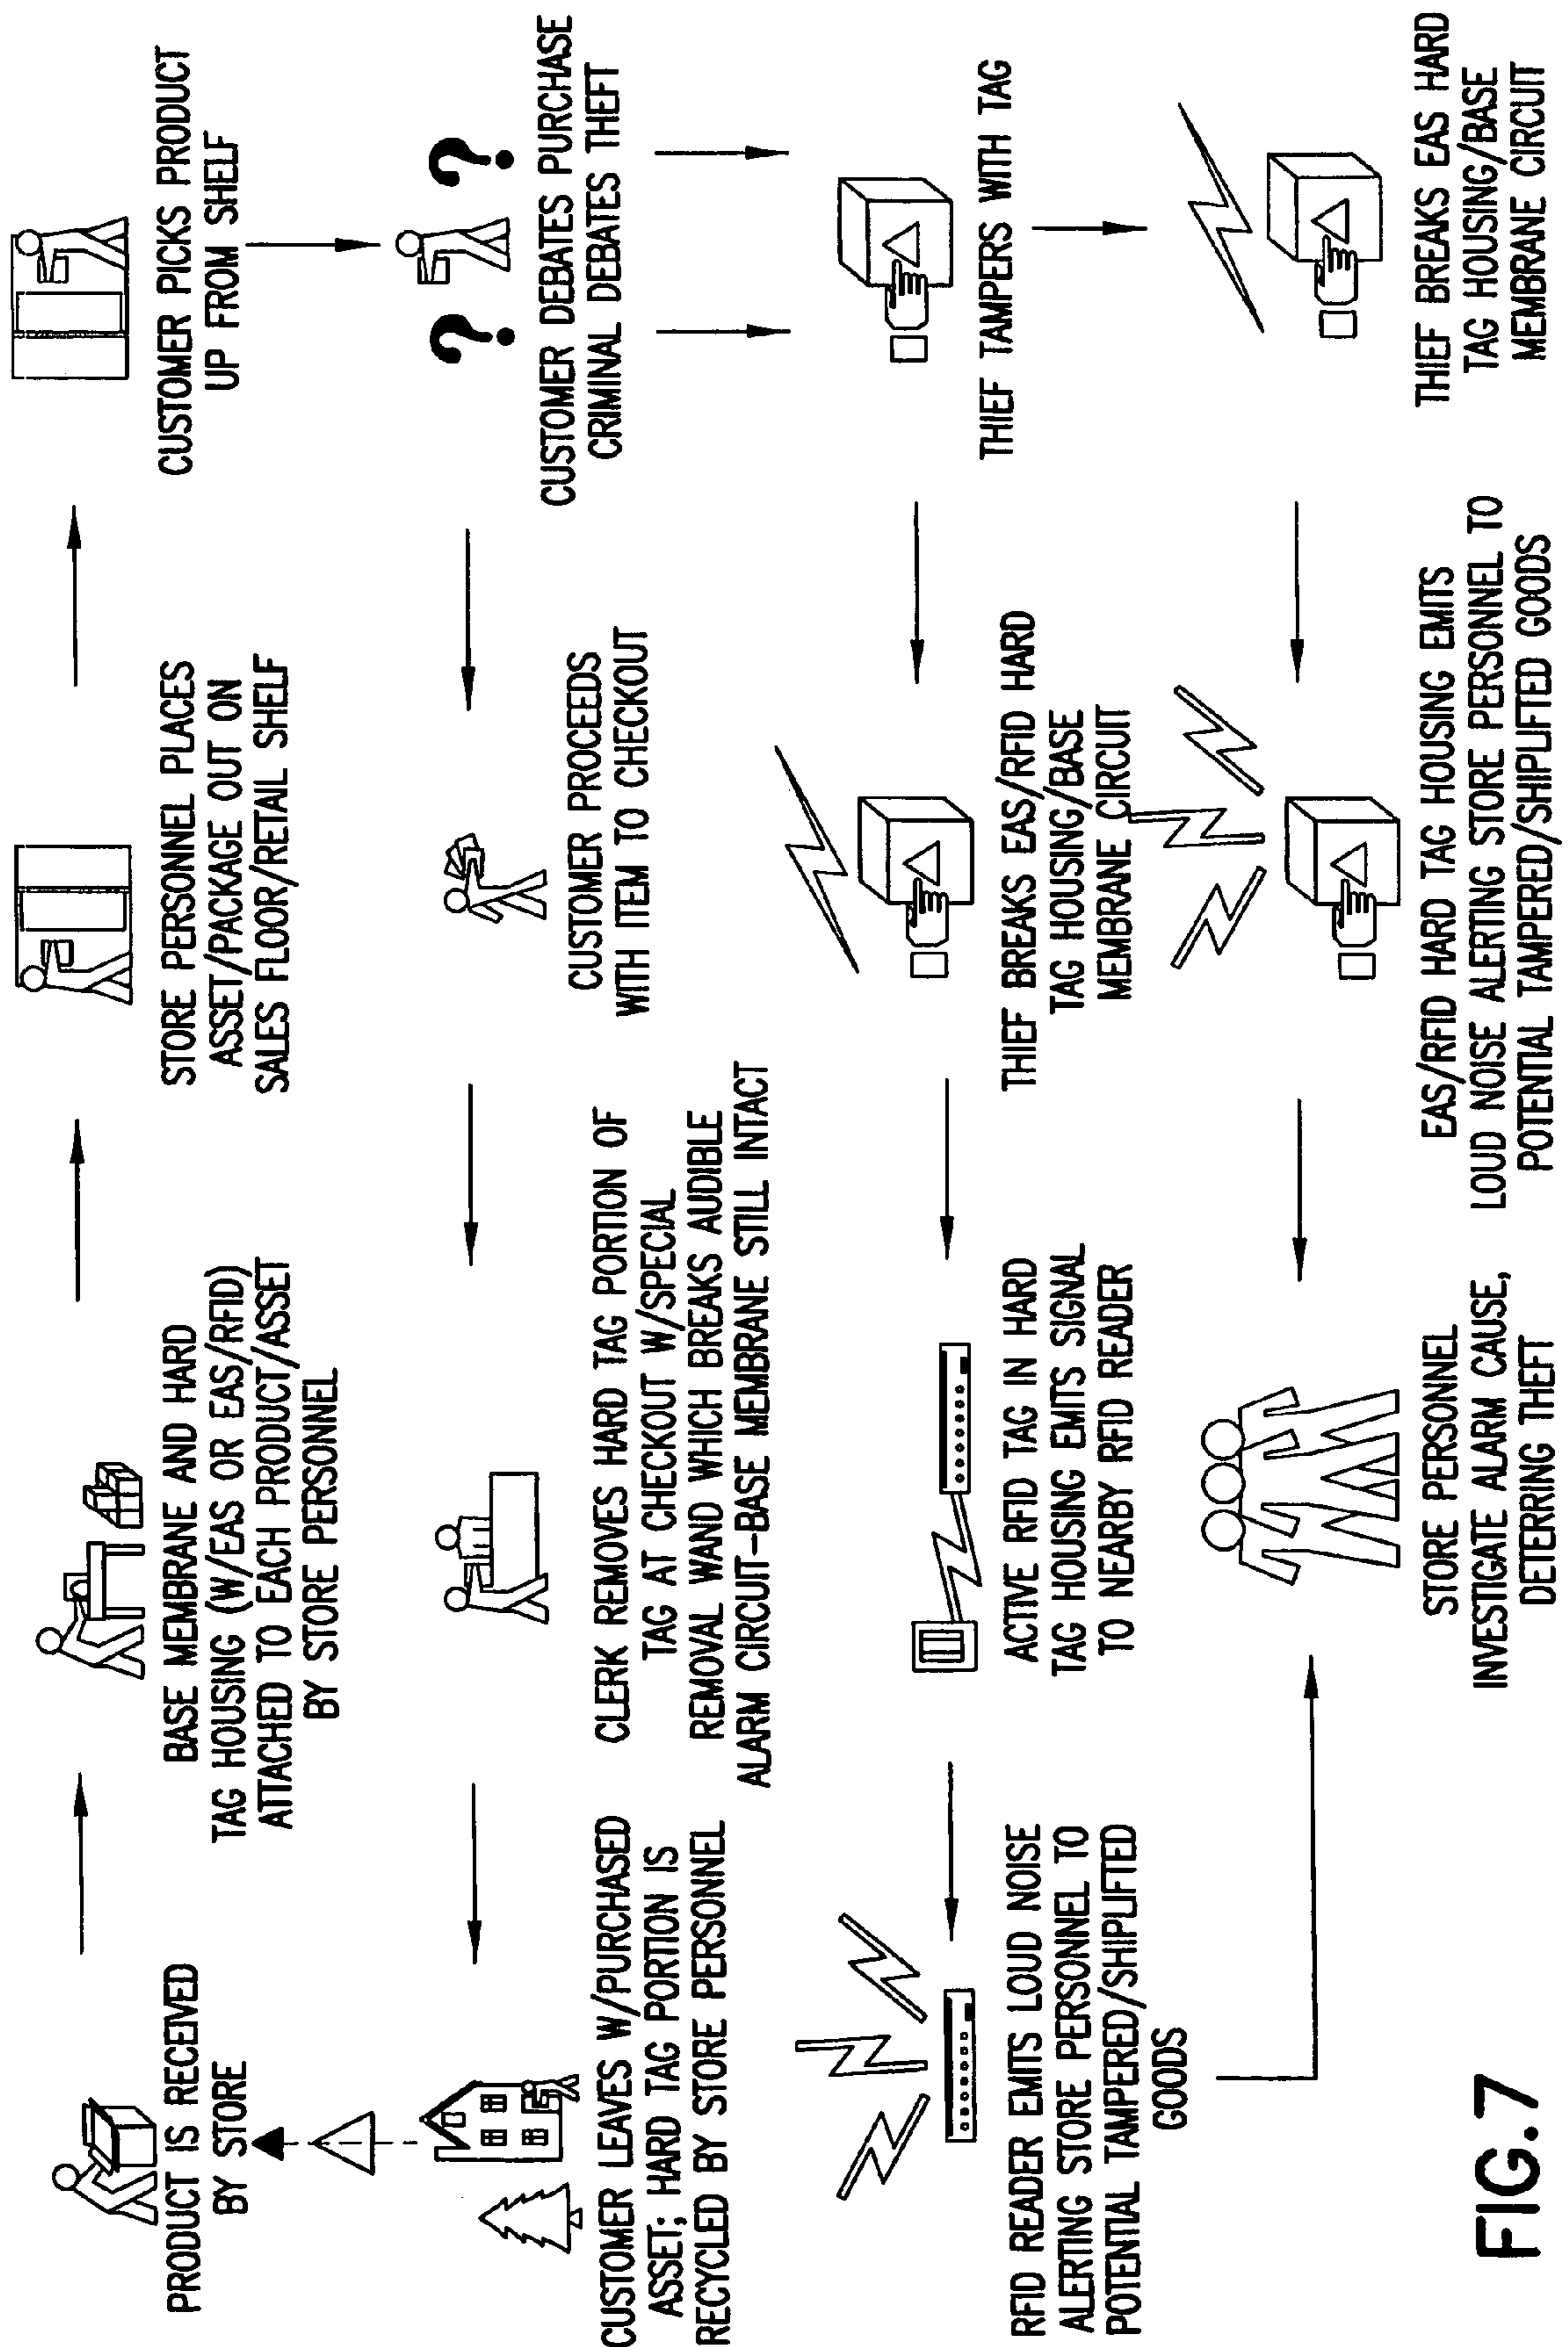 PRODUCT IS RECEIVED
BY STORE
BASE MEMBRANE AND HARD
TAG HOUSING (W/EAS OR EAS/RFID)
ATTACHED TO EACH PRODUCT/ASSET
BY STORE PERSONNEL
STORE PERSONNEL PLACES
ASSET/PACKAGE OUT ON
SALES FLOOR/RETAIL SHELF
CUSTOMER PICKS PRODUCT
UP FROM SHELF
? ?
CUSTOMER DEBATES PURCHASE
CRIMINAL DEBATES THEFT
CUSTOMER PROCEEDS
WITH ITEM TO CHECKOUT
CLERK REMOVES HARD TAG PORTION OF
TAG AT CHECKOUT W/SPECIAL
REMOVAL WAND WHICH BREAKS AUDIBLE
ALARM CIRCUIT-BASE MEMBRANE STILL INTACT
CUSTOMER LEAVES W/PURCHASED
ASSET; HARD TAG PORTION IS
RECYCLED BY STORE PERSONNEL
THIEF TAMPERS WITH TAG
THIEF BREAKS EAS/RFID HARD
TAG HOUSING/BASE
MEMBRANE CIRCUIT
ACTIVE RFID TAG IN HARD
TAG HOUSING EMITS SIGNAL
TO NEARBY RFID READER
RFID READER EMITS LOUD NOISE
ALERTING STORE PERSONNEL TO
POTENTIAL TAMPERED/SHIPLIFTED
GOODS
THIEF BREAKS EAS HARD
TAG HOUSING/BASE
MEMBRANE CIRCUIT
EAS/RFID HARD TAG HOUSING EMITS
LOUD NOISE ALERTING STORE PERSONNEL TO
POTENTIAL TAMPERED/SHIPLIFTED GOODS
STORE PERSONNEL
INVESTIGATE ALARM CAUSE,
DETERRING THEFT
FIG.7